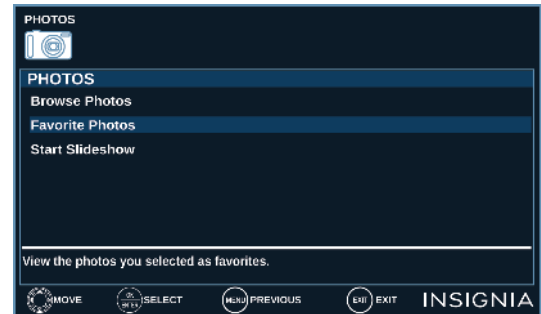 PHOTOS
PHOTOS
Browse Photos
Favorite Photos
Start Slideshow
View the photos you selected as favorites.
MOVE OK ENTER SELECT MENU PREVIOUS EXIT EXIT INSIGNIA